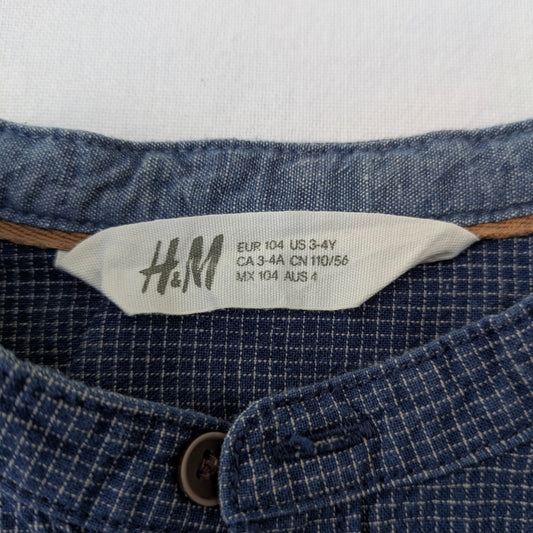 H&M
EUR 104 US 3-4Y
CA 3-4A CN 110/56
MX 104 AUS 4